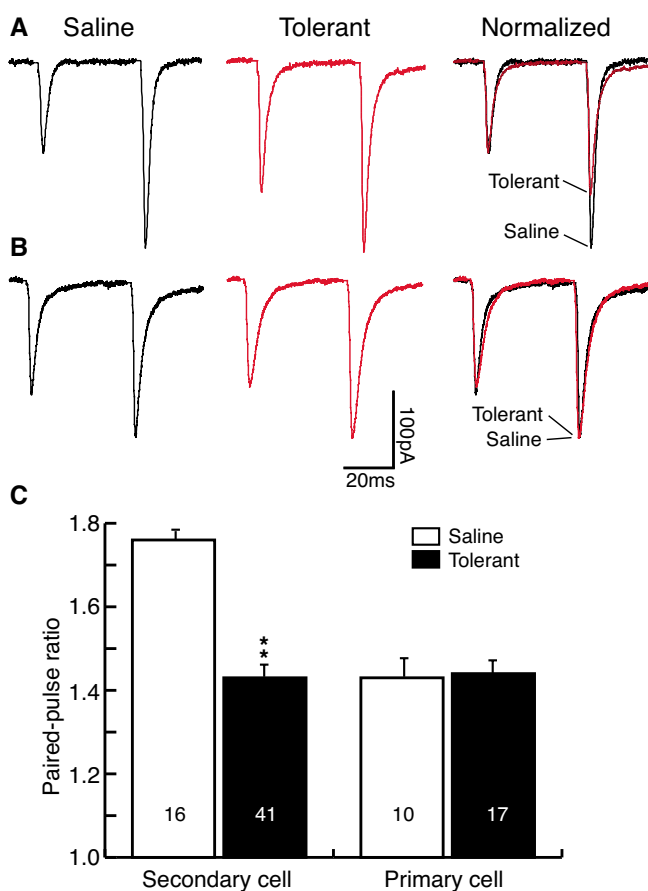 A Saline Tolerant Normalized
Tolerant
Saline
B
Tolerant
Saline
100pA
20ms
C
Paired-pulse ratio
1.8
1.6
1.4
1.2
1.0
Saline
Tolerant
**
16 41 10 17
Secondary cell Primary cell